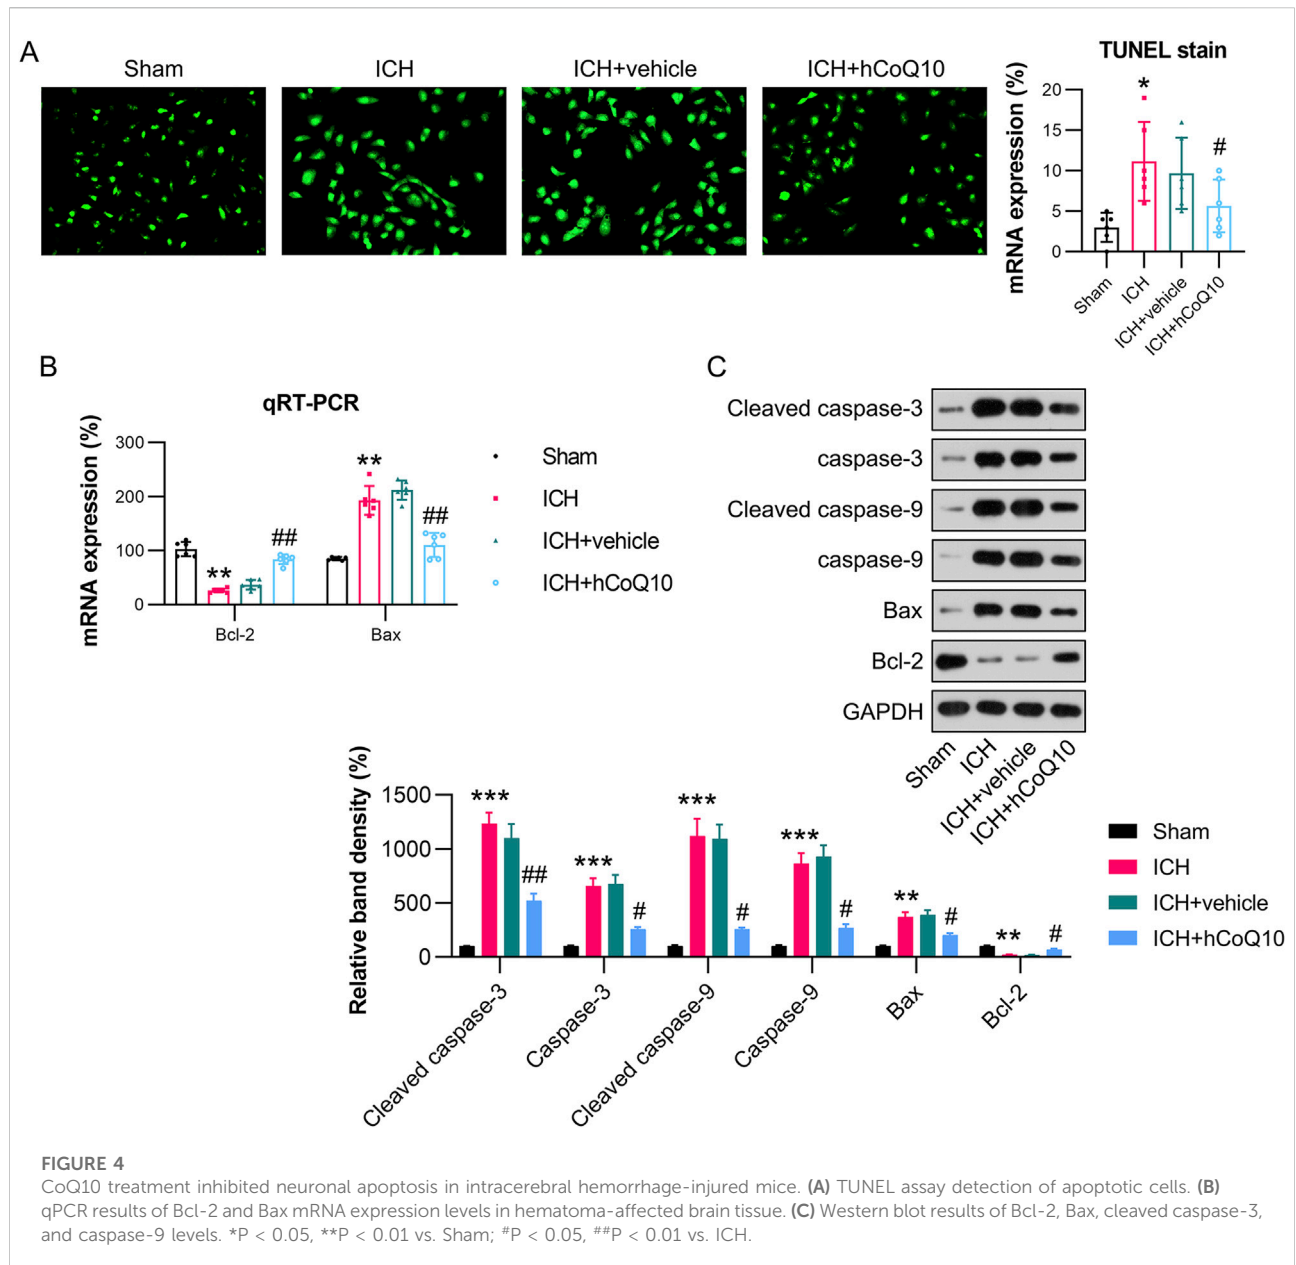 A
Sham
ICH
ICH+vehicle
ICH+hCoQ10
TUNEL stain
mRNA expression (%)
20
15
10
5
0
*
#
Sham
ICH
ICH+vehicle
ICH+hCoQ10
B
qRT-PCR
mRNA expression (%)
300
200
100
0
**
##
**
##
Bcl-2
Bax
Sham
ICH
ICH+vehicle
ICH+hCoQ10
C
Cleaved caspase-3
caspase-3
Cleaved caspase-9
caspase-9
Bax
Bcl-2
GAPDH
Sham
ICH
ICH+vehicle
ICH+hCoQ10
Relative band density (%)
1500
1000
500
0
***
##
***
#
***
#
***
#
**
#
**
#
Cleaved caspase-3
Caspase-3
Cleaved caspase-9
Caspase-9
Bax
Bcl-2
Sham
ICH
ICH+vehicle
ICH+hCoQ10
FIGURE 4
CoQ10 treatment inhibited neuronal apoptosis in intracerebral hemorrhage-injured mice. (A) TUNEL assay detection of apoptotic cells. (B)
qPCR results of Bcl-2 and Bax mRNA expression levels in hematoma-affected brain tissue. (C) Western blot results of Bcl-2, Bax, cleaved caspase-3,
and caspase-9 levels. *P < 0.05, **P < 0.01 vs. Sham; #P < 0.05, ##P < 0.01 vs. ICH.